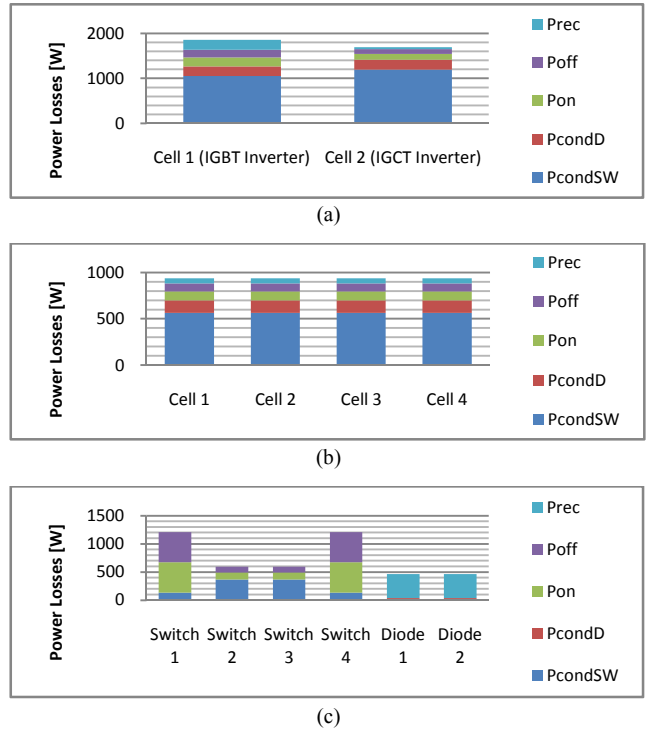 Power Losses [W]
2000
1000
0
Cell 1 (IGBT Inverter)
Cell 2 (IGCT Inverter)
Prec
Poff
Pon
PcondD
PcondSW
(a)
Power Losses [W]
1000
500
0
Cell 1
Cell 2
Cell 3
Cell 4
Prec
Poff
Pon
PcondD
PcondSW
(b)
Power Losses [W]
1500
1000
500
0
Switch
1
Switch
2
Switch
3
Switch
4
Diode
1
Diode
2
Prec
Poff
Pon
PcondD
PcondSW
(c)